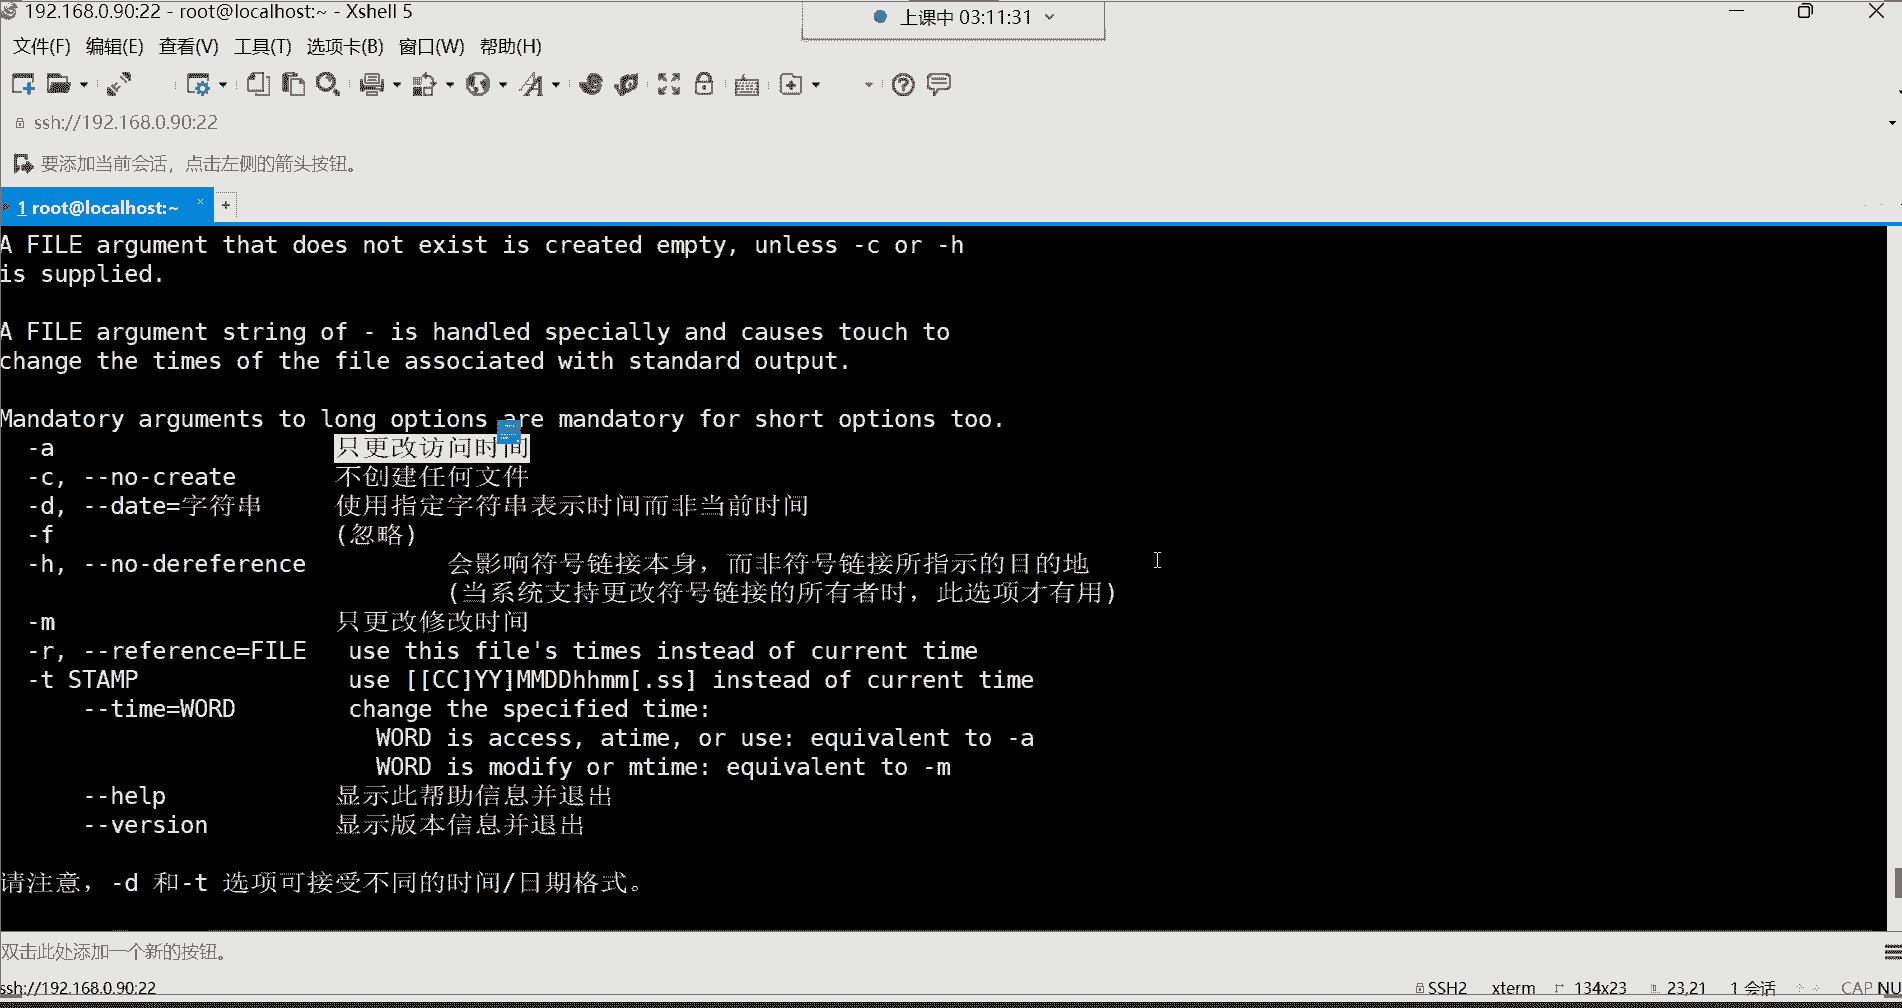 192.168.0.90:22 - root@localhost:~ - Xshell 5
上课中 03:11:31
文件(F) 编辑(E) 查看(V) 工具(T) 选项卡(B) 窗口(W) 帮助(H)
ssh://192.168.0.90:22
要添加当前会话，点击左侧的箭头按钮。
1 root@localhost:~ × +
A FILE argument that does not exist is created empty, unless -c or -h
is supplied.
A FILE argument string of - is handled specially and causes touch to
change the times of the file associated with standard output.
Mandatory arguments to long options are mandatory for short options too.
-a 只更改访问时间
-c, --no-create 不创建任何文件
-d, --date=字符串 使用指定字符串表示时间而非当前时间
-f (忽略)
-h, --no-dereference 会影响符号链接本身，而非符号链接所指示的目的地
(当系统支持更改符号链接的所有者时，此选项才有用)
-m 只更改修改时间
-r, --reference=FILE use this file's times instead of current time
-t STAMP use [[CC]YY]MMDDhhmm[.ss] instead of current time
--time=WORD change the specified time:
WORD is access, atime, or use: equivalent to -a
WORD is modify or mtime: equivalent to -m
--help 显示此帮助信息并退出
--version 显示版本信息并退出
请注意，-d 和-t 选项可接受不同的时间/日期格式。
双击此处添加一个新的按钮。
ssh://192.168.0.90:22 SSH2 xterm 134x23 23,21 1 会话 CAP NU